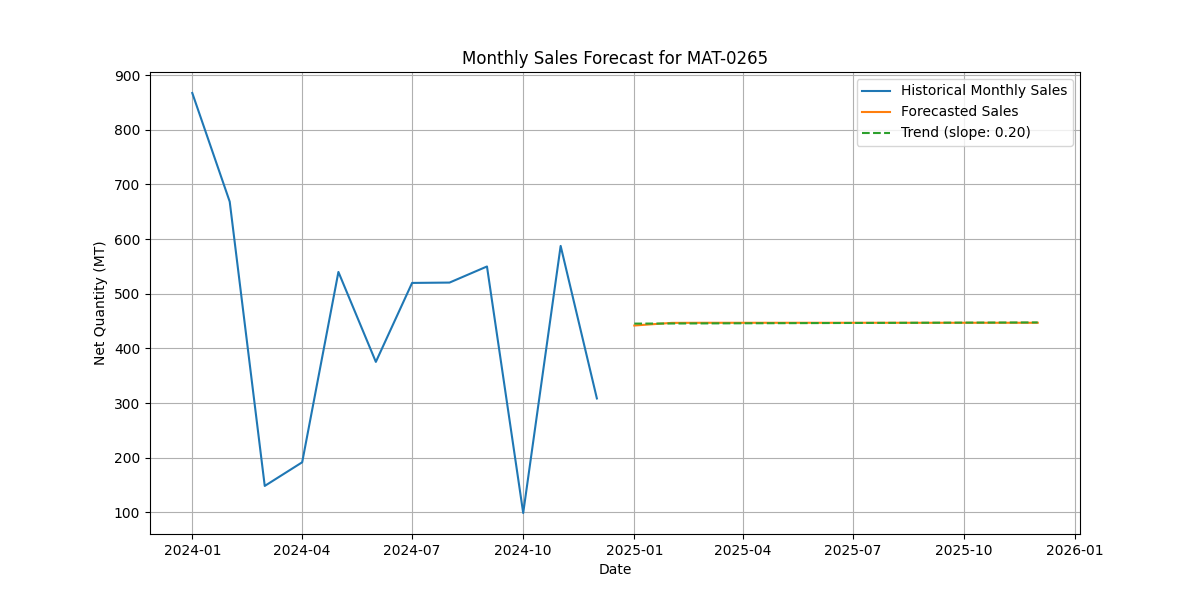 Monthly Sales Forecast for MAT-0265
Historical Monthly Sales
Forecasted Sales
Trend (slope: 0.20)
900
800
700
600
500
400
300
200
100
Net Quantity (MT)
2024-01 2024-04 2024-07 2024-10 2025-01 2025-04 2025-07 2025-10 2026-01
Date